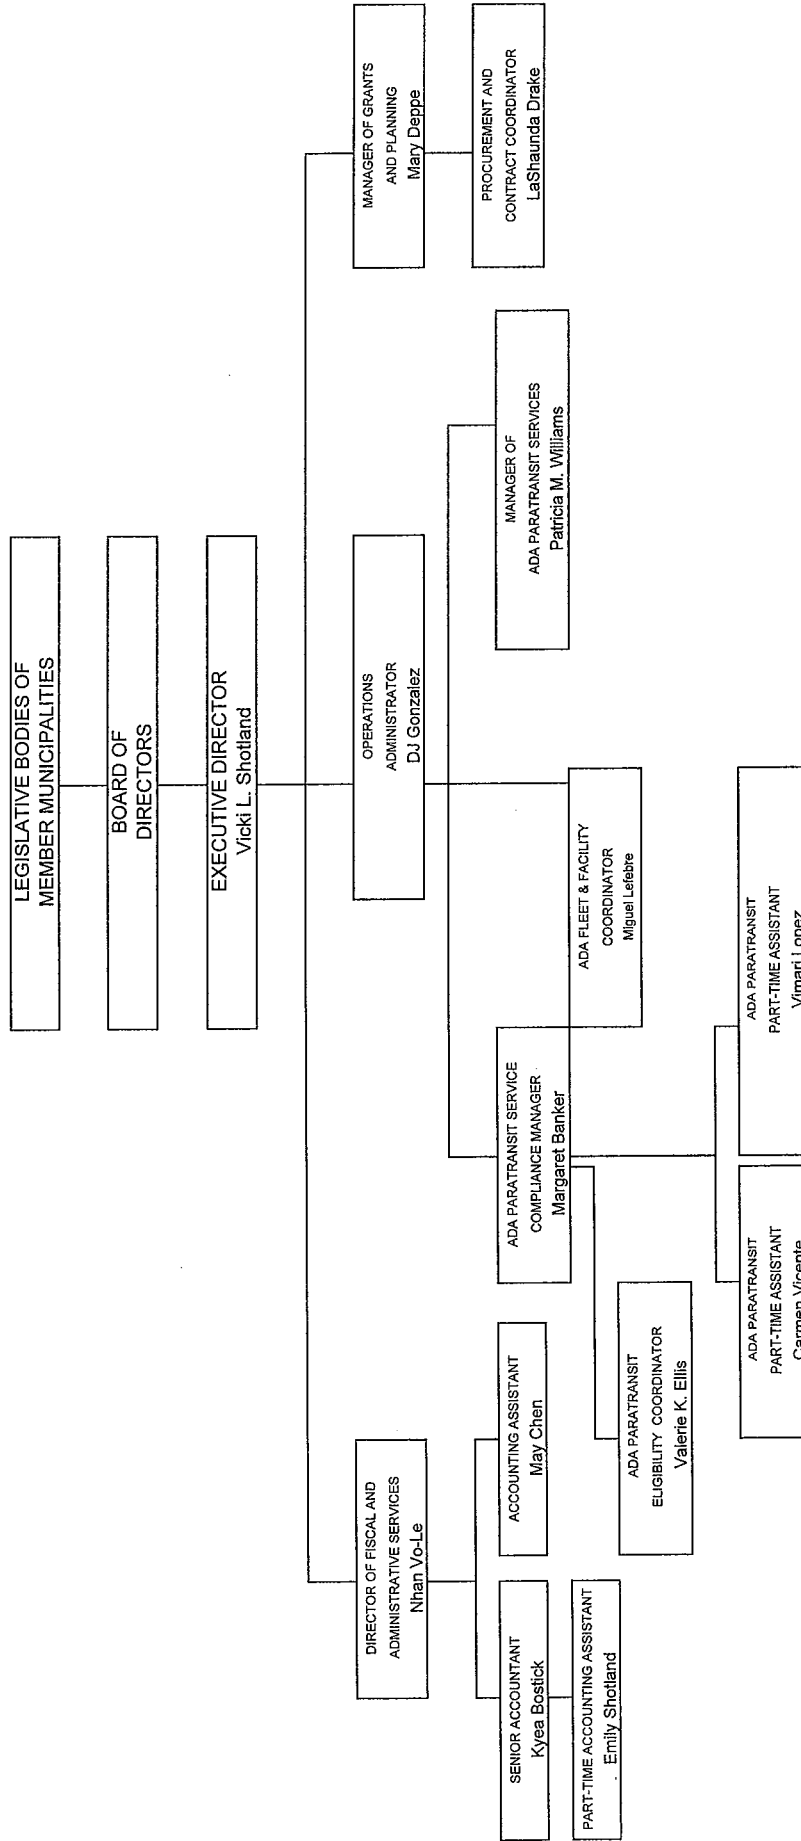 LEGISLATIVE BODIES OF
MEMBER MUNICIPALITIES
BOARD OF
DIRECTORS
EXECUTIVE DIRECTOR
Vicki L. Shotland
DIRECTOR OF FISCAL AND
ADMINISTRATIVE SERVICES
Nhan Vo-Le
OPERATIONS
ADMINISTRATOR
DJ Gonzalez
MANAGER OF GRANTS
AND PLANNING
Mary Deppe
SENIOR ACCOUNTANT
Kyea Bostick
ACCOUNTING ASSISTANT
May Chen
ADA PARATRANSIT SERVICE
COMPLIANCE MANAGER
Margaret Banker
MANAGER OF
ADA PARATRANSIT SERVICES
Patricia M. Williams
PROCUREMENT AND
CONTRACT COORDINATOR
LaShaunda Drake
PART-TIME ACCOUNTING ASSISTANT
Emily Shotland
ADA FLEET & FACILITY
COORDINATOR
Miguel Lefebre
ADA PARATRANSIT
ELIGIBILITY COORDINATOR
Valerie K. Ellis
ADA PARATRANSIT
PART-TIME ASSISTANT
Carmen Vicente
ADA PARATRANSIT
PART-TIME ASSISTANT
Vimari Lopez